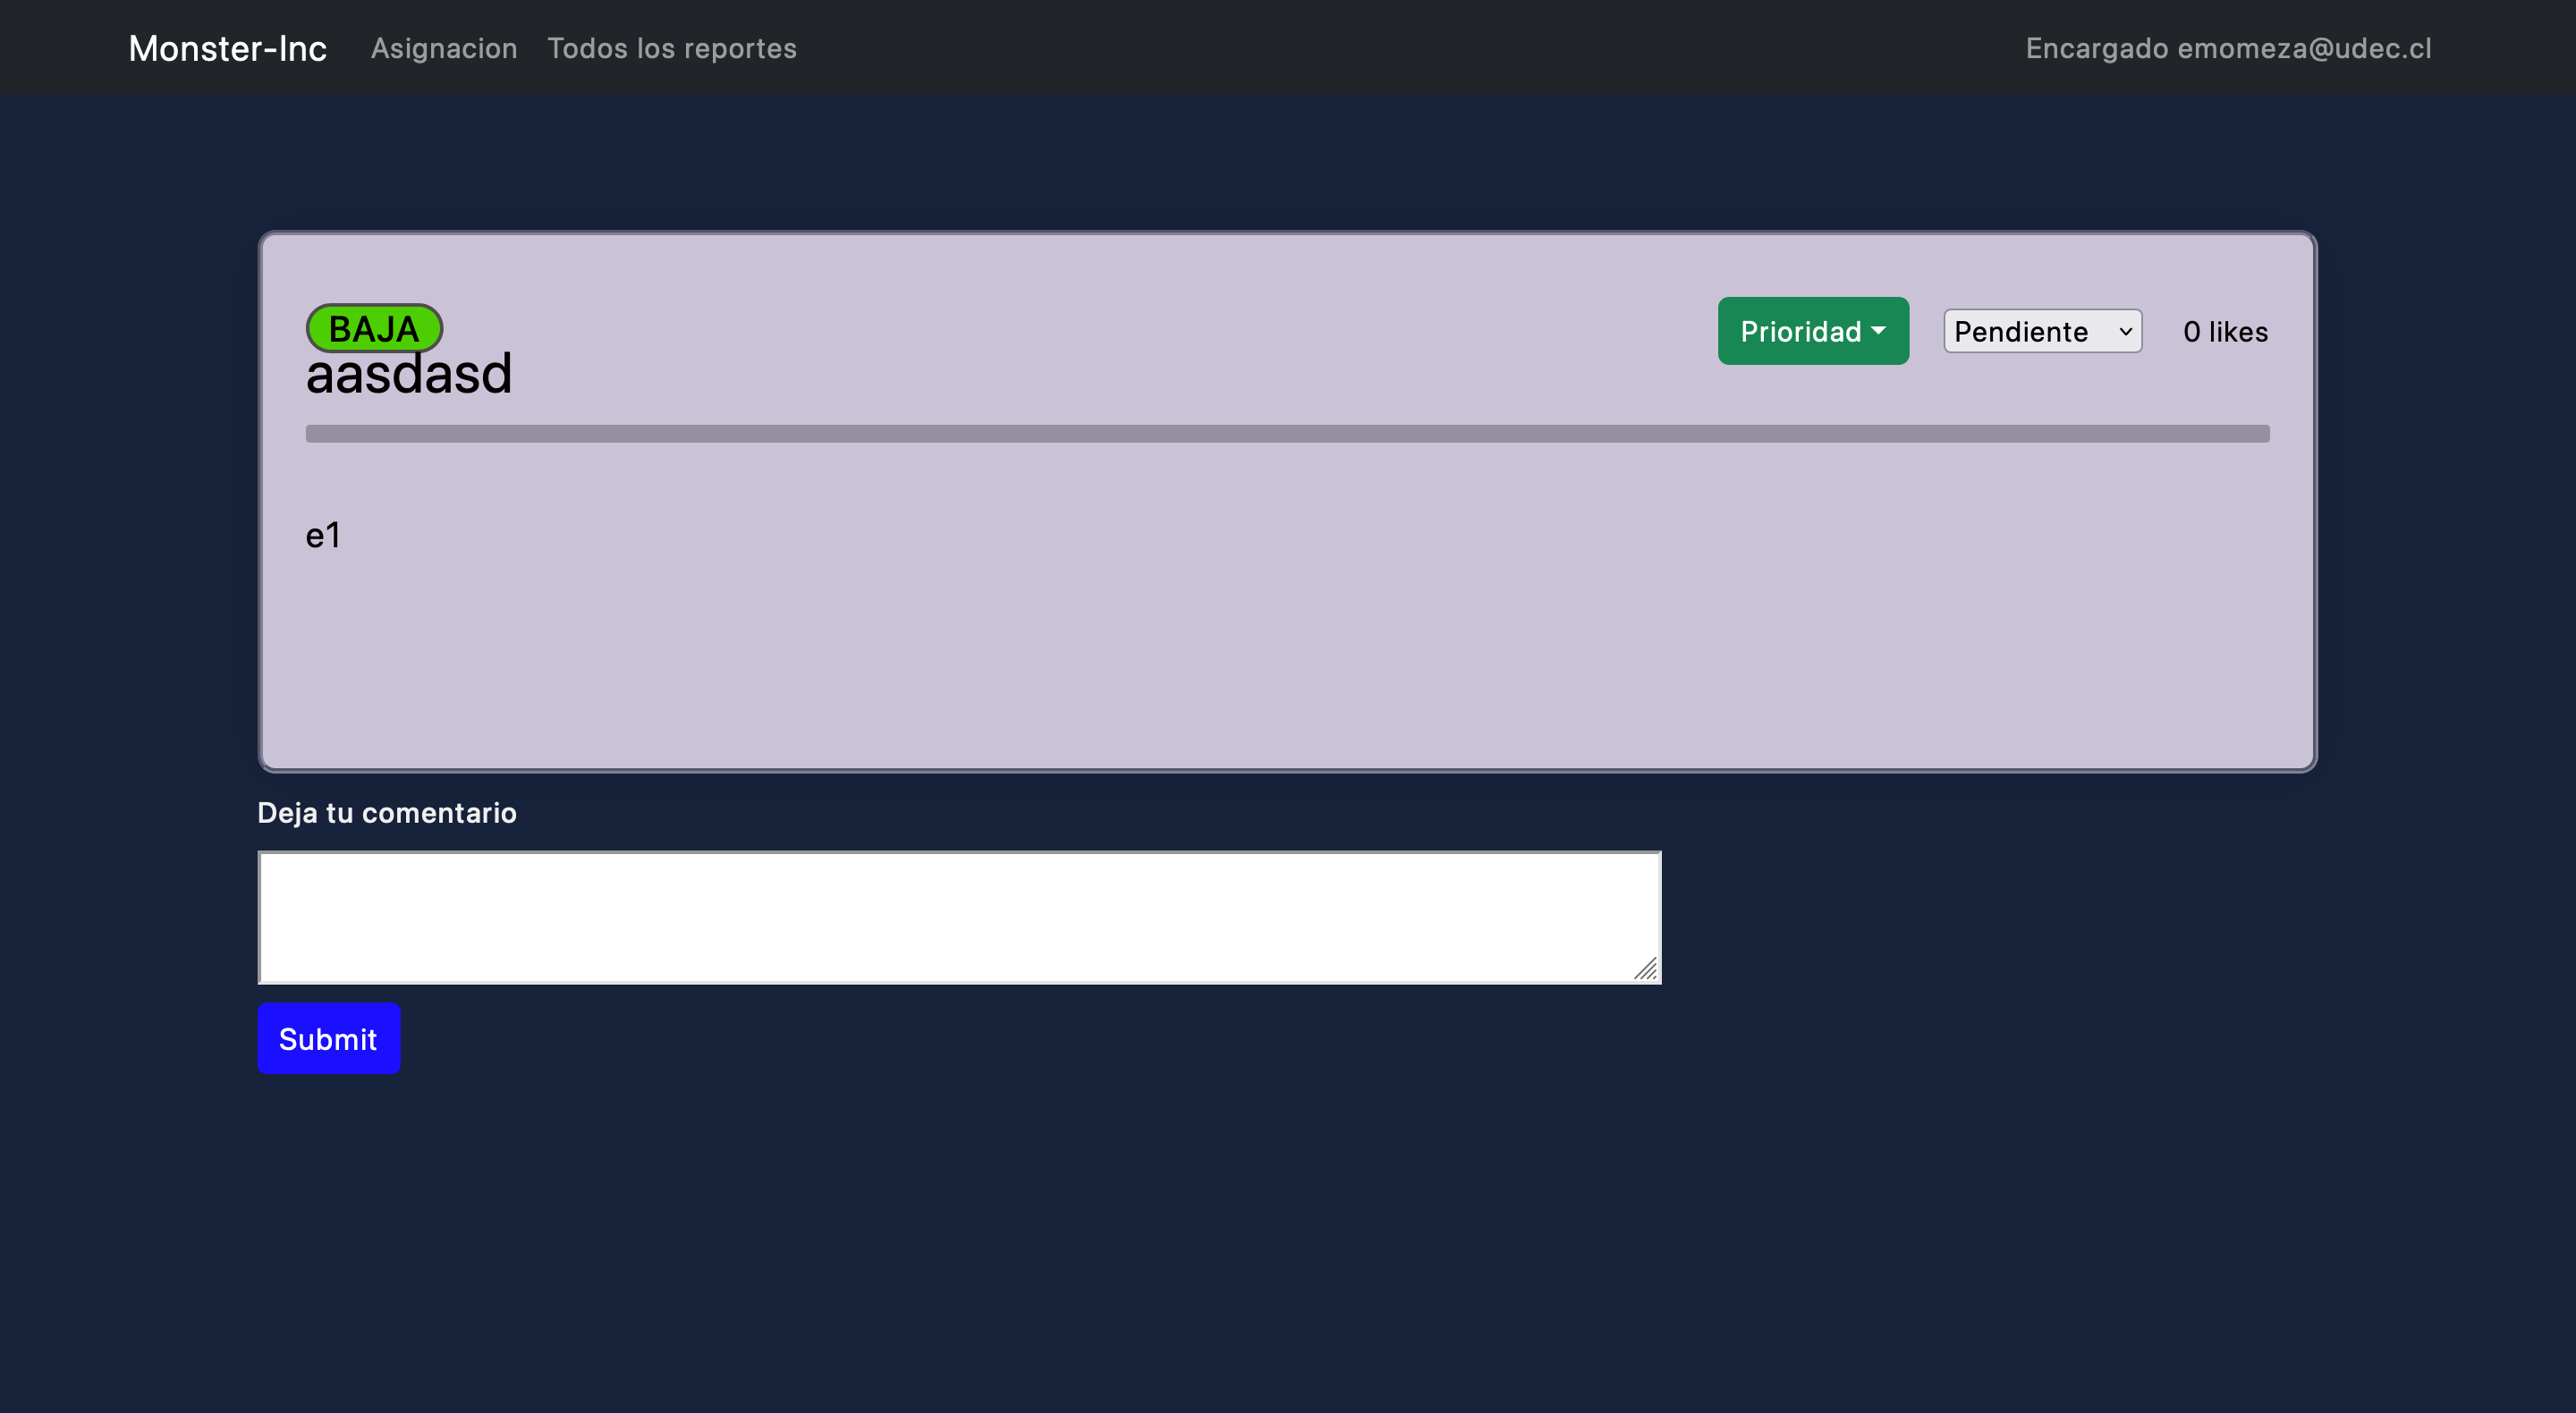 Monster-Inc Asignacion Todos los reportes Encargado emomeza@udec.cl
BAJA Prioridad Pendiente 0 likes
aasdasd
e1
Deja tu comentario
Submit